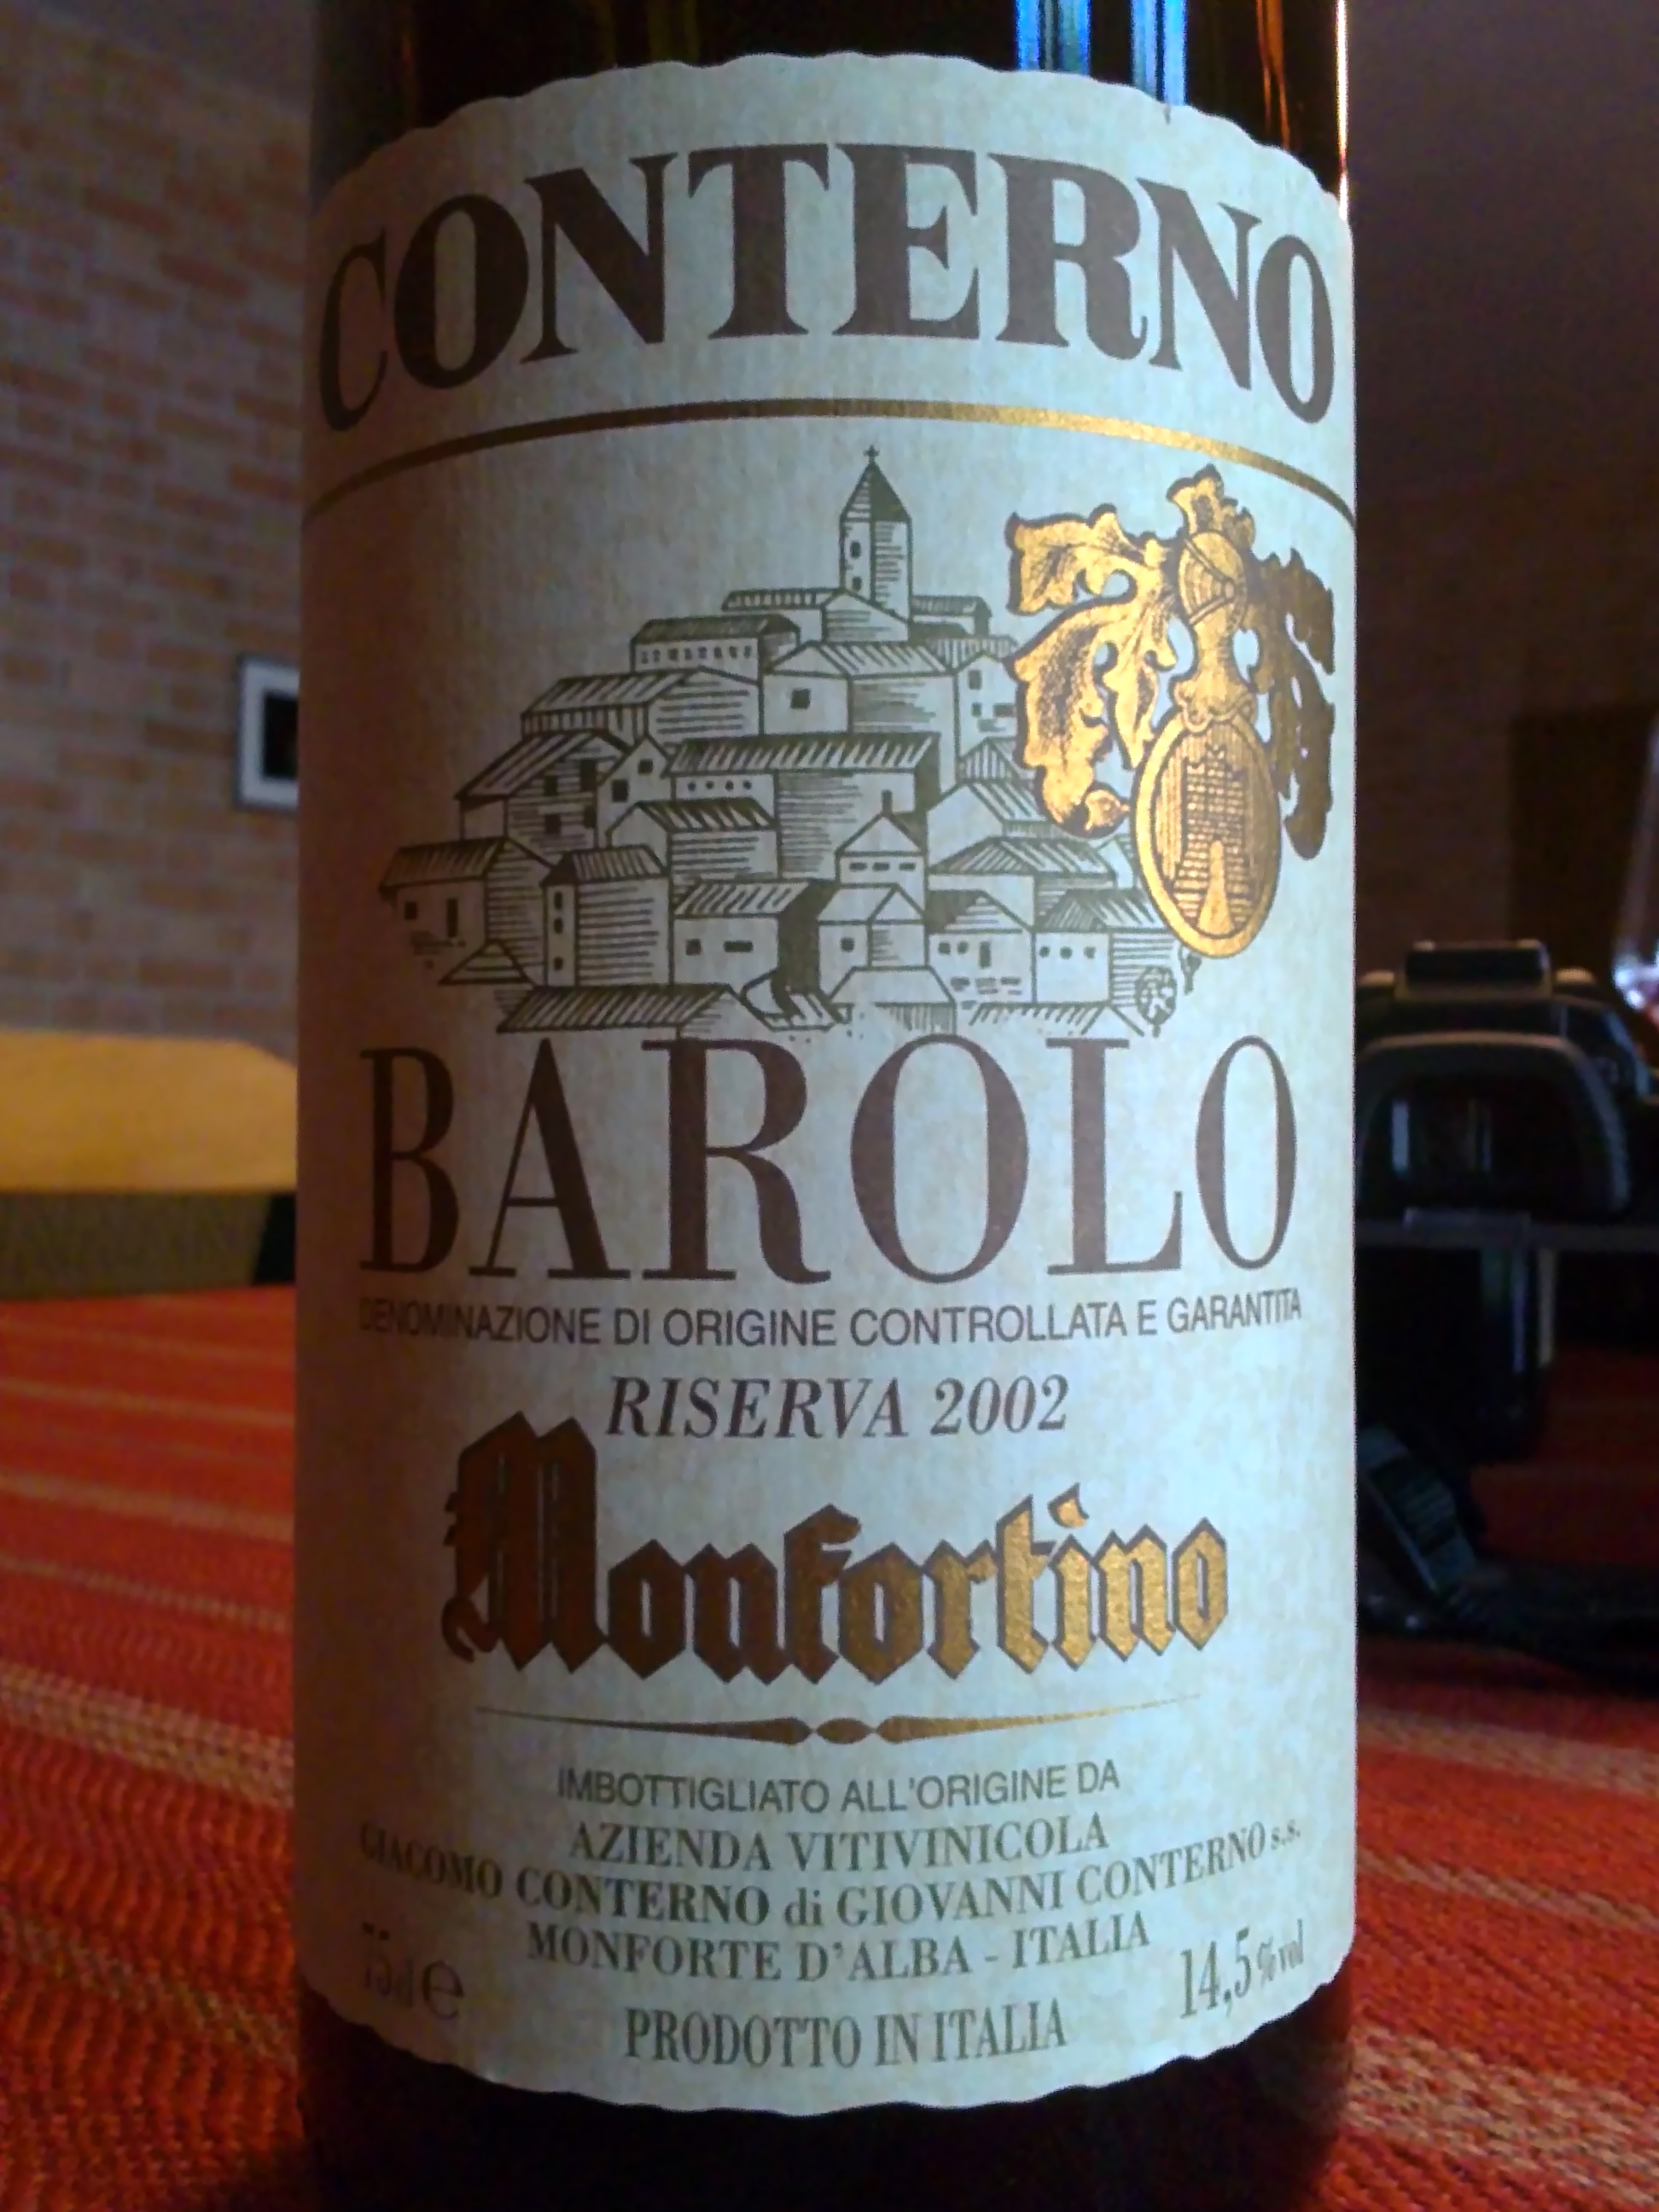 CONTERNO
BAROLO
DENOMINAZIONE DI ORIGINE CONTROLLATA E GARANTITA
RISERVA 2002
Monfortino
IMBOTTIGLIATO ALL'ORIGINE DA
AZIENDA VITIVINICOLA
GIACOMO CONTERNO di GIOVANNI CONTERNO s.s.
MONFORTE D'ALBA - ITALIA
e
14,5% vol
PRODOTTO IN ITALIA